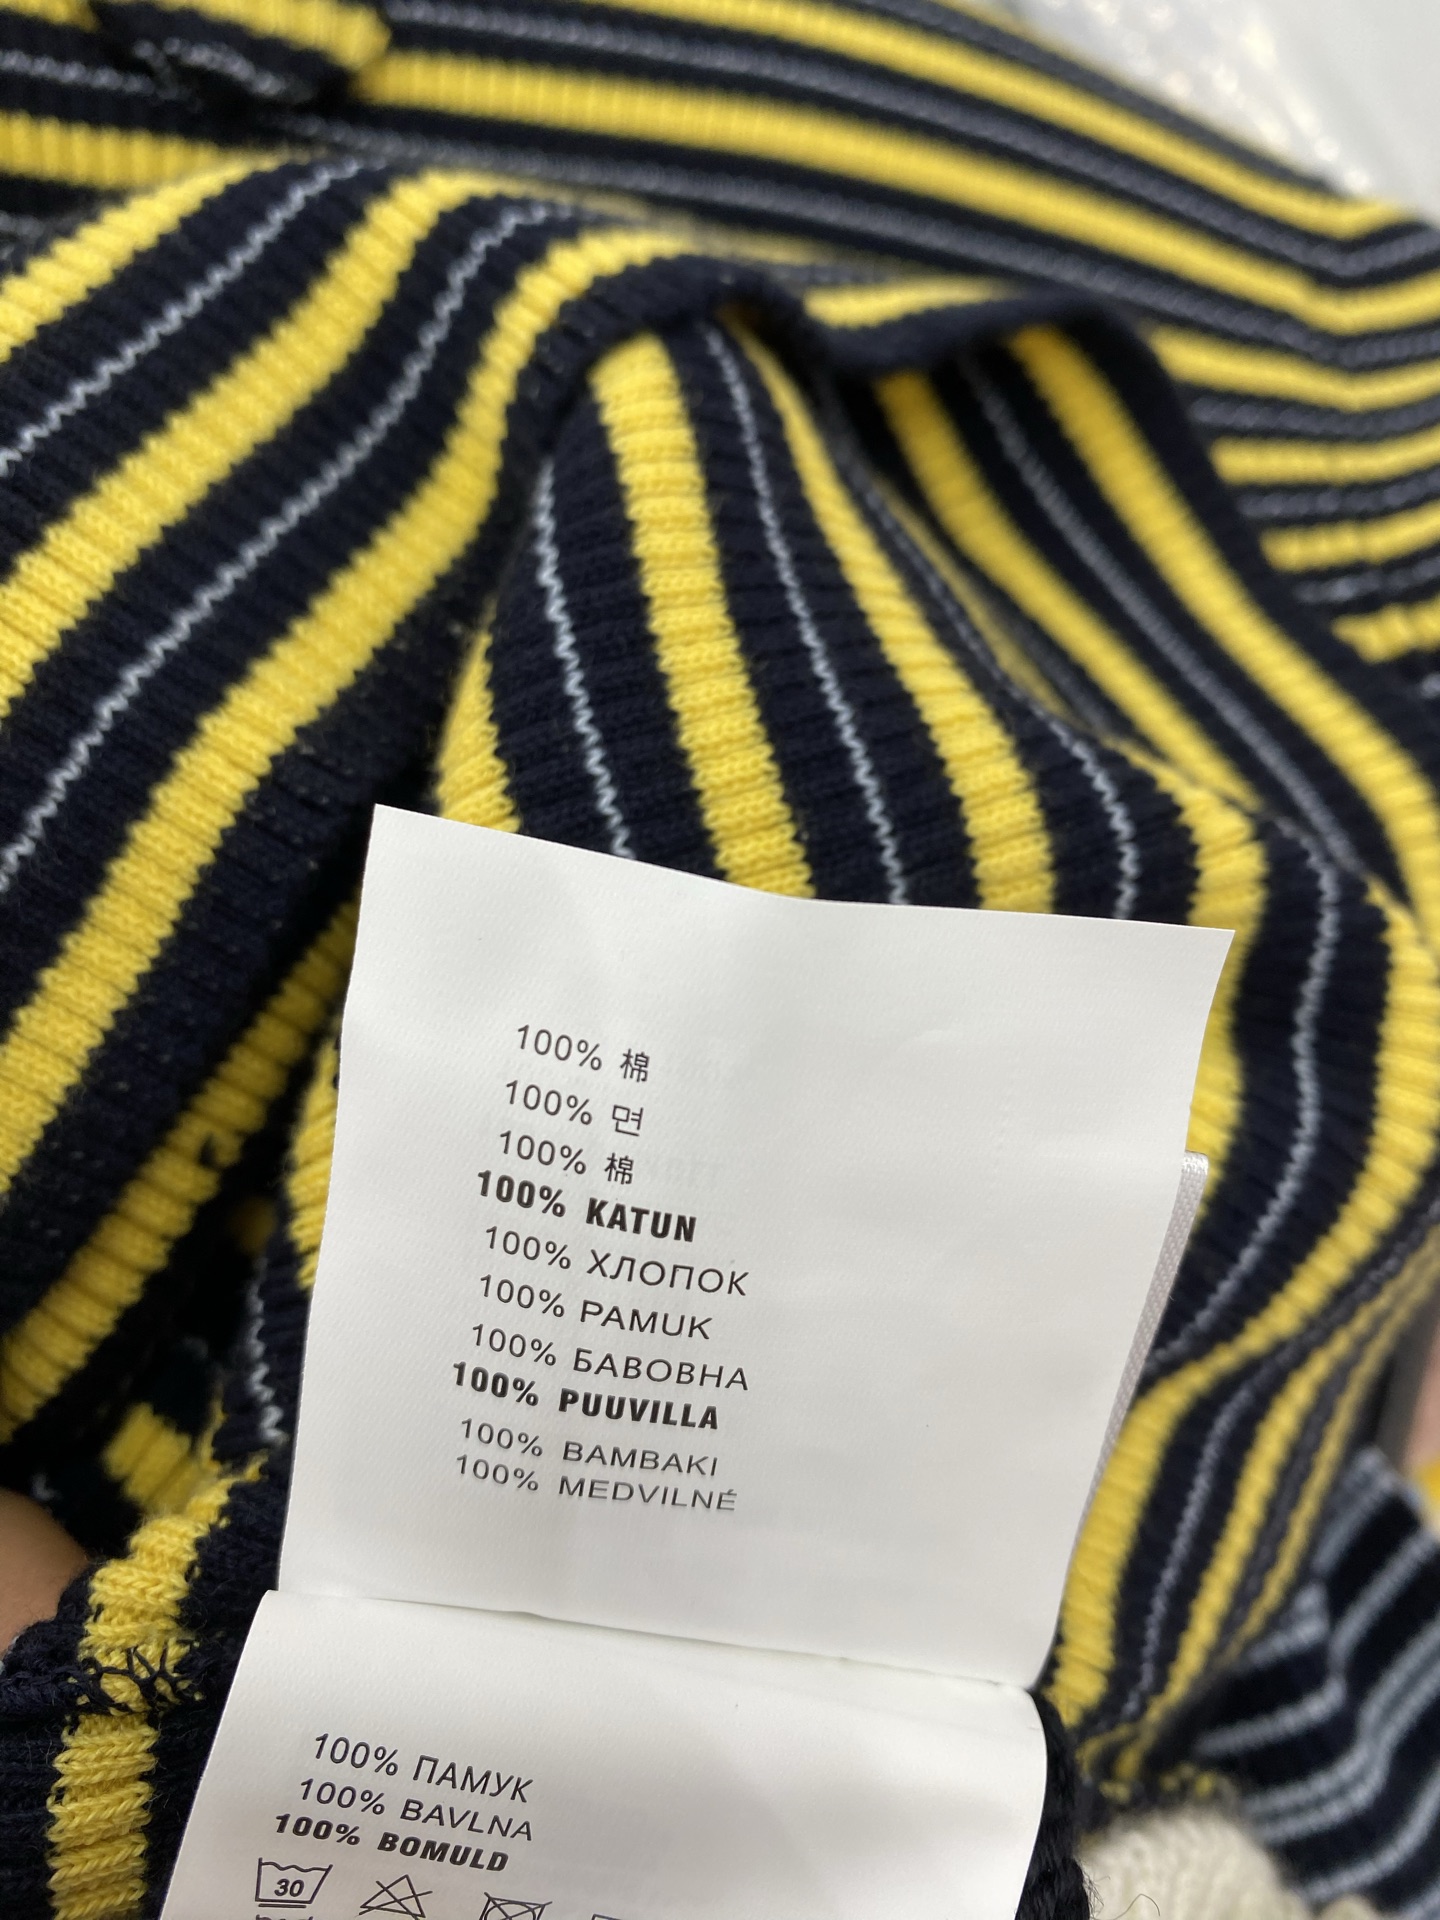 100% 棉
100% 면
100% 棉
100% KATUN
100% ХЛОПОК
100% PAMUK
100% БАВОВНА
100% PUUVILLA
100% BAMBAKI
100% MEDVILNÉ
100% ПАМУК
100% BAVLNA
100% BOMULD
30